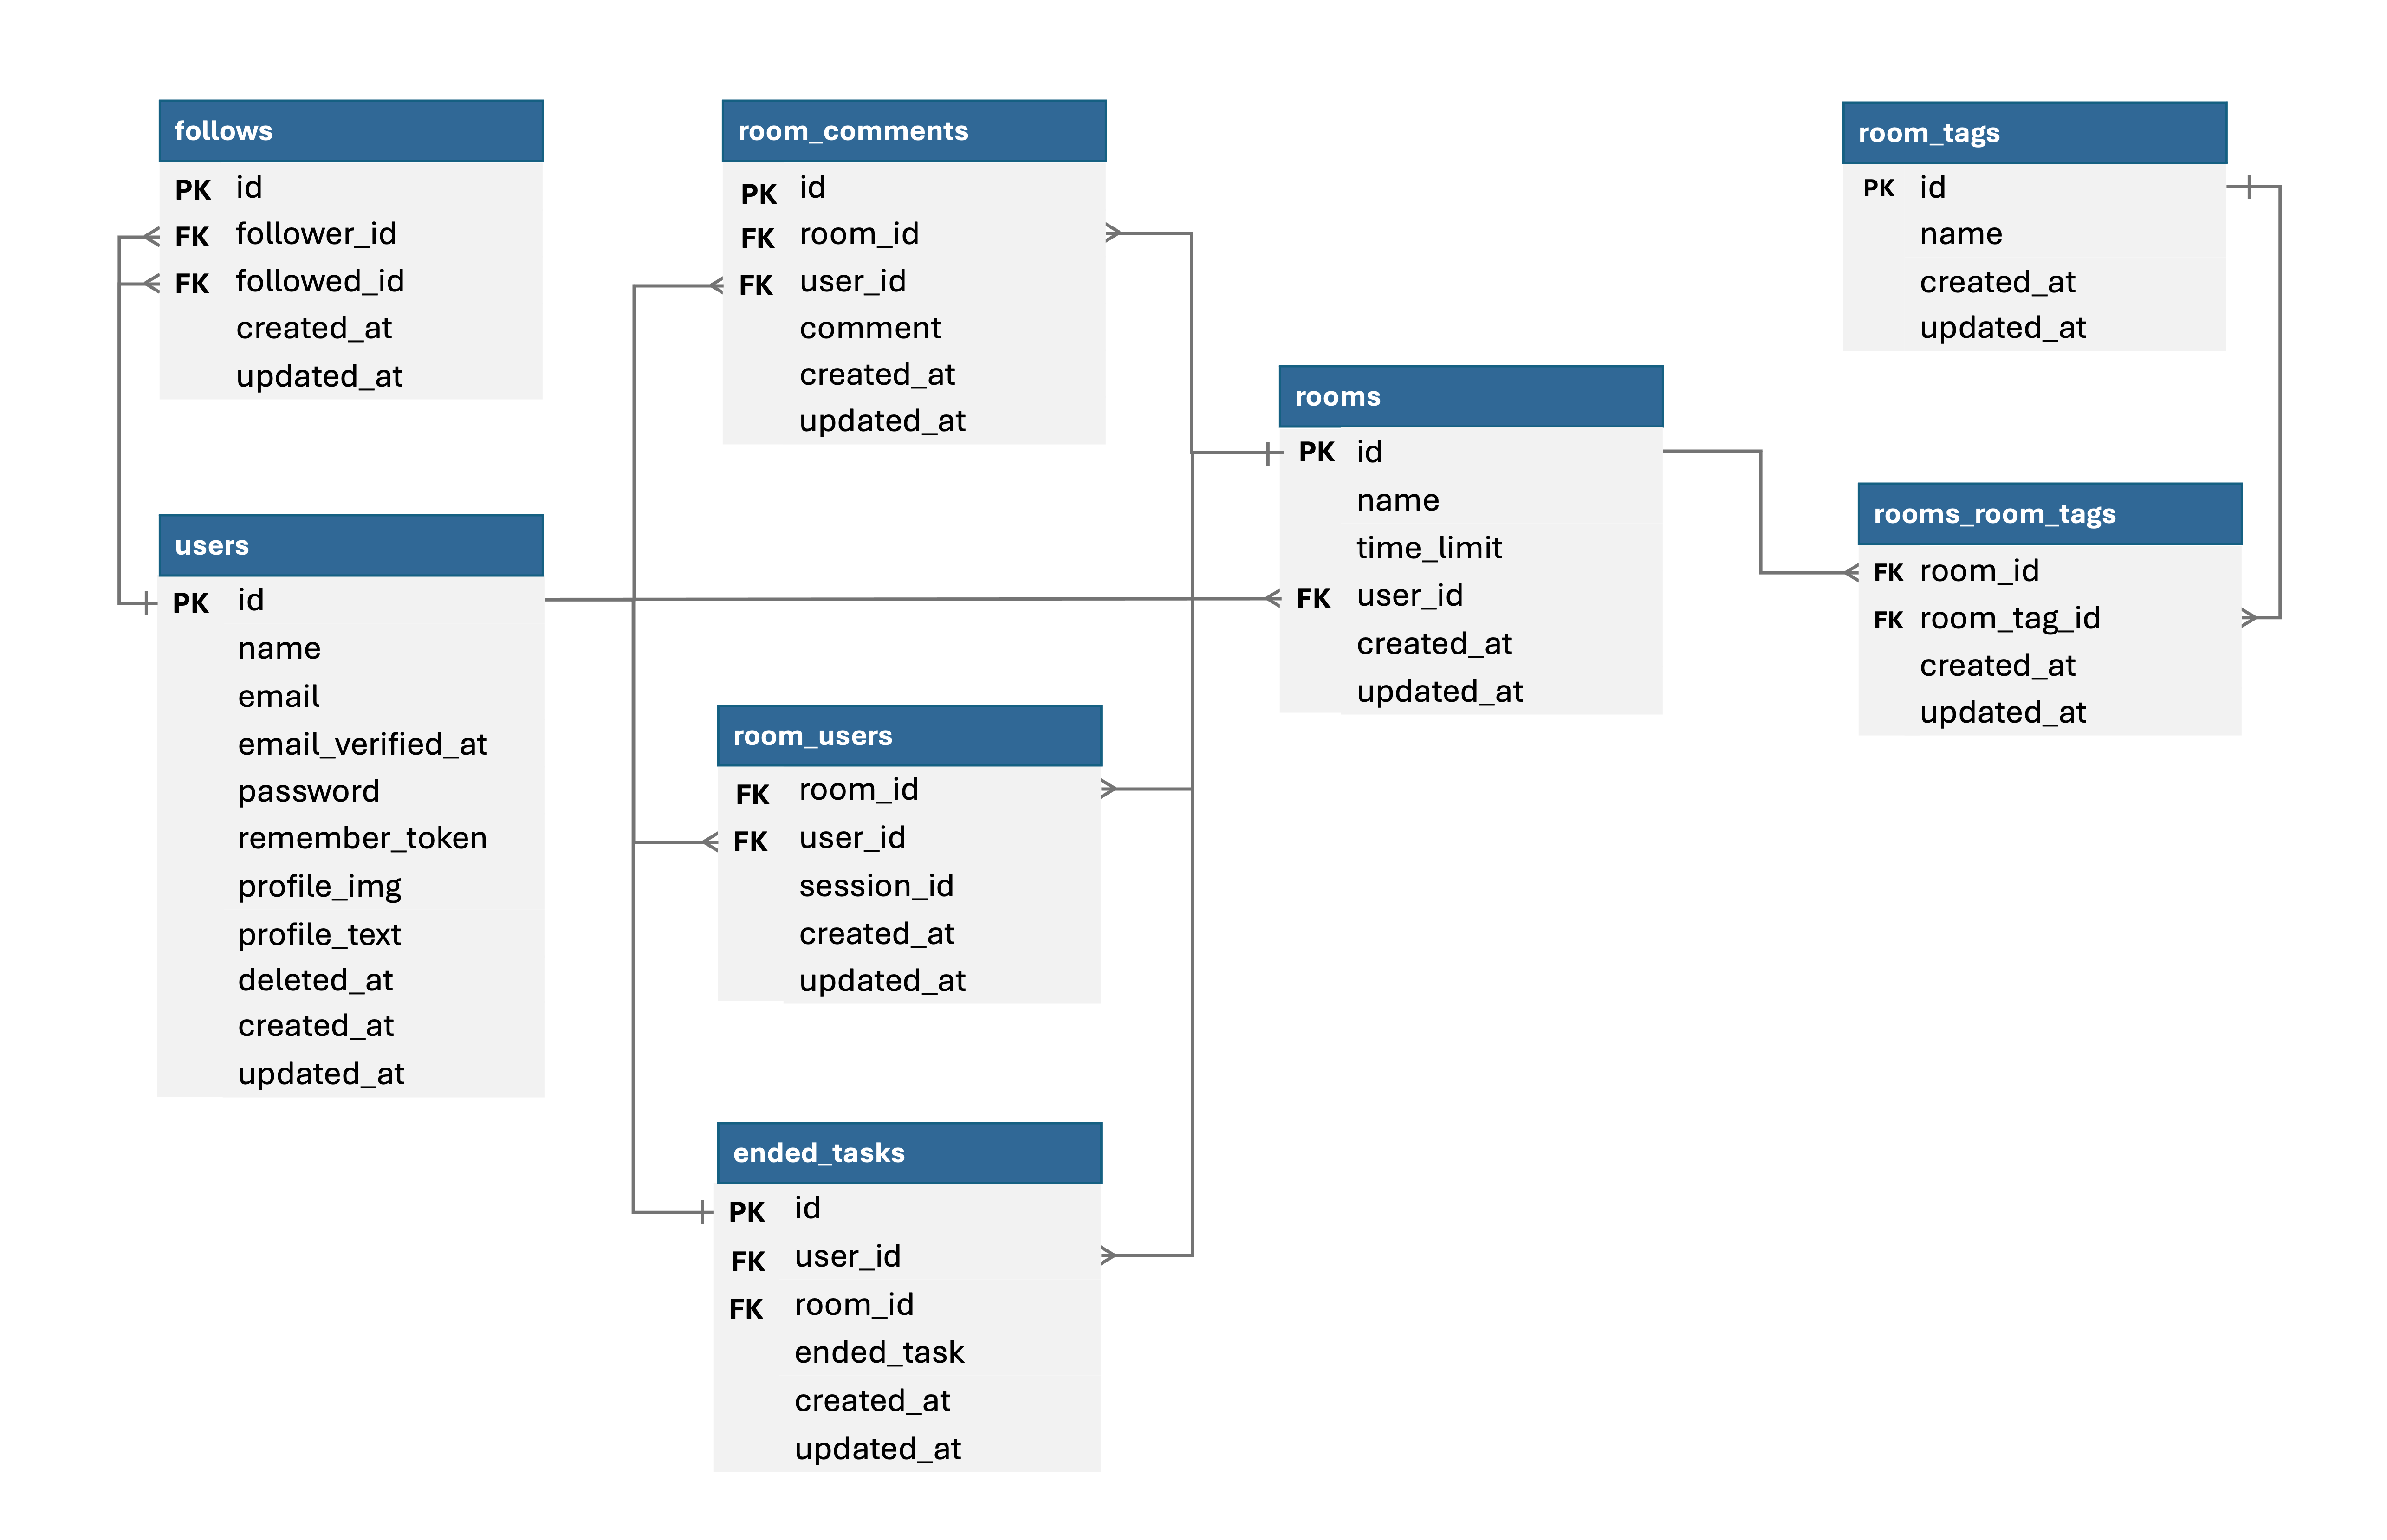 follows
PK id
FK follower_id
FK followed_id
created_at
updated_at
users
PK id
name
email
email_verified_at
password
remember_token
profile_img
profile_text
deleted_at
created_at
updated_at
room_comments
PK id
FK room_id
FK user_id
comment
created_at
updated_at
room_users
FK room_id
FK user_id
session_id
created_at
updated_at
ended_tasks
PK id
FK user_id
FK room_id
ended_task
created_at
updated_at
rooms
PK id
name
time_limit
FK user_id
created_at
updated_at
room_tags
PK id
name
created_at
updated_at
rooms_room_tags
FK room_id
FK room_tag_id
created_at
updated_at